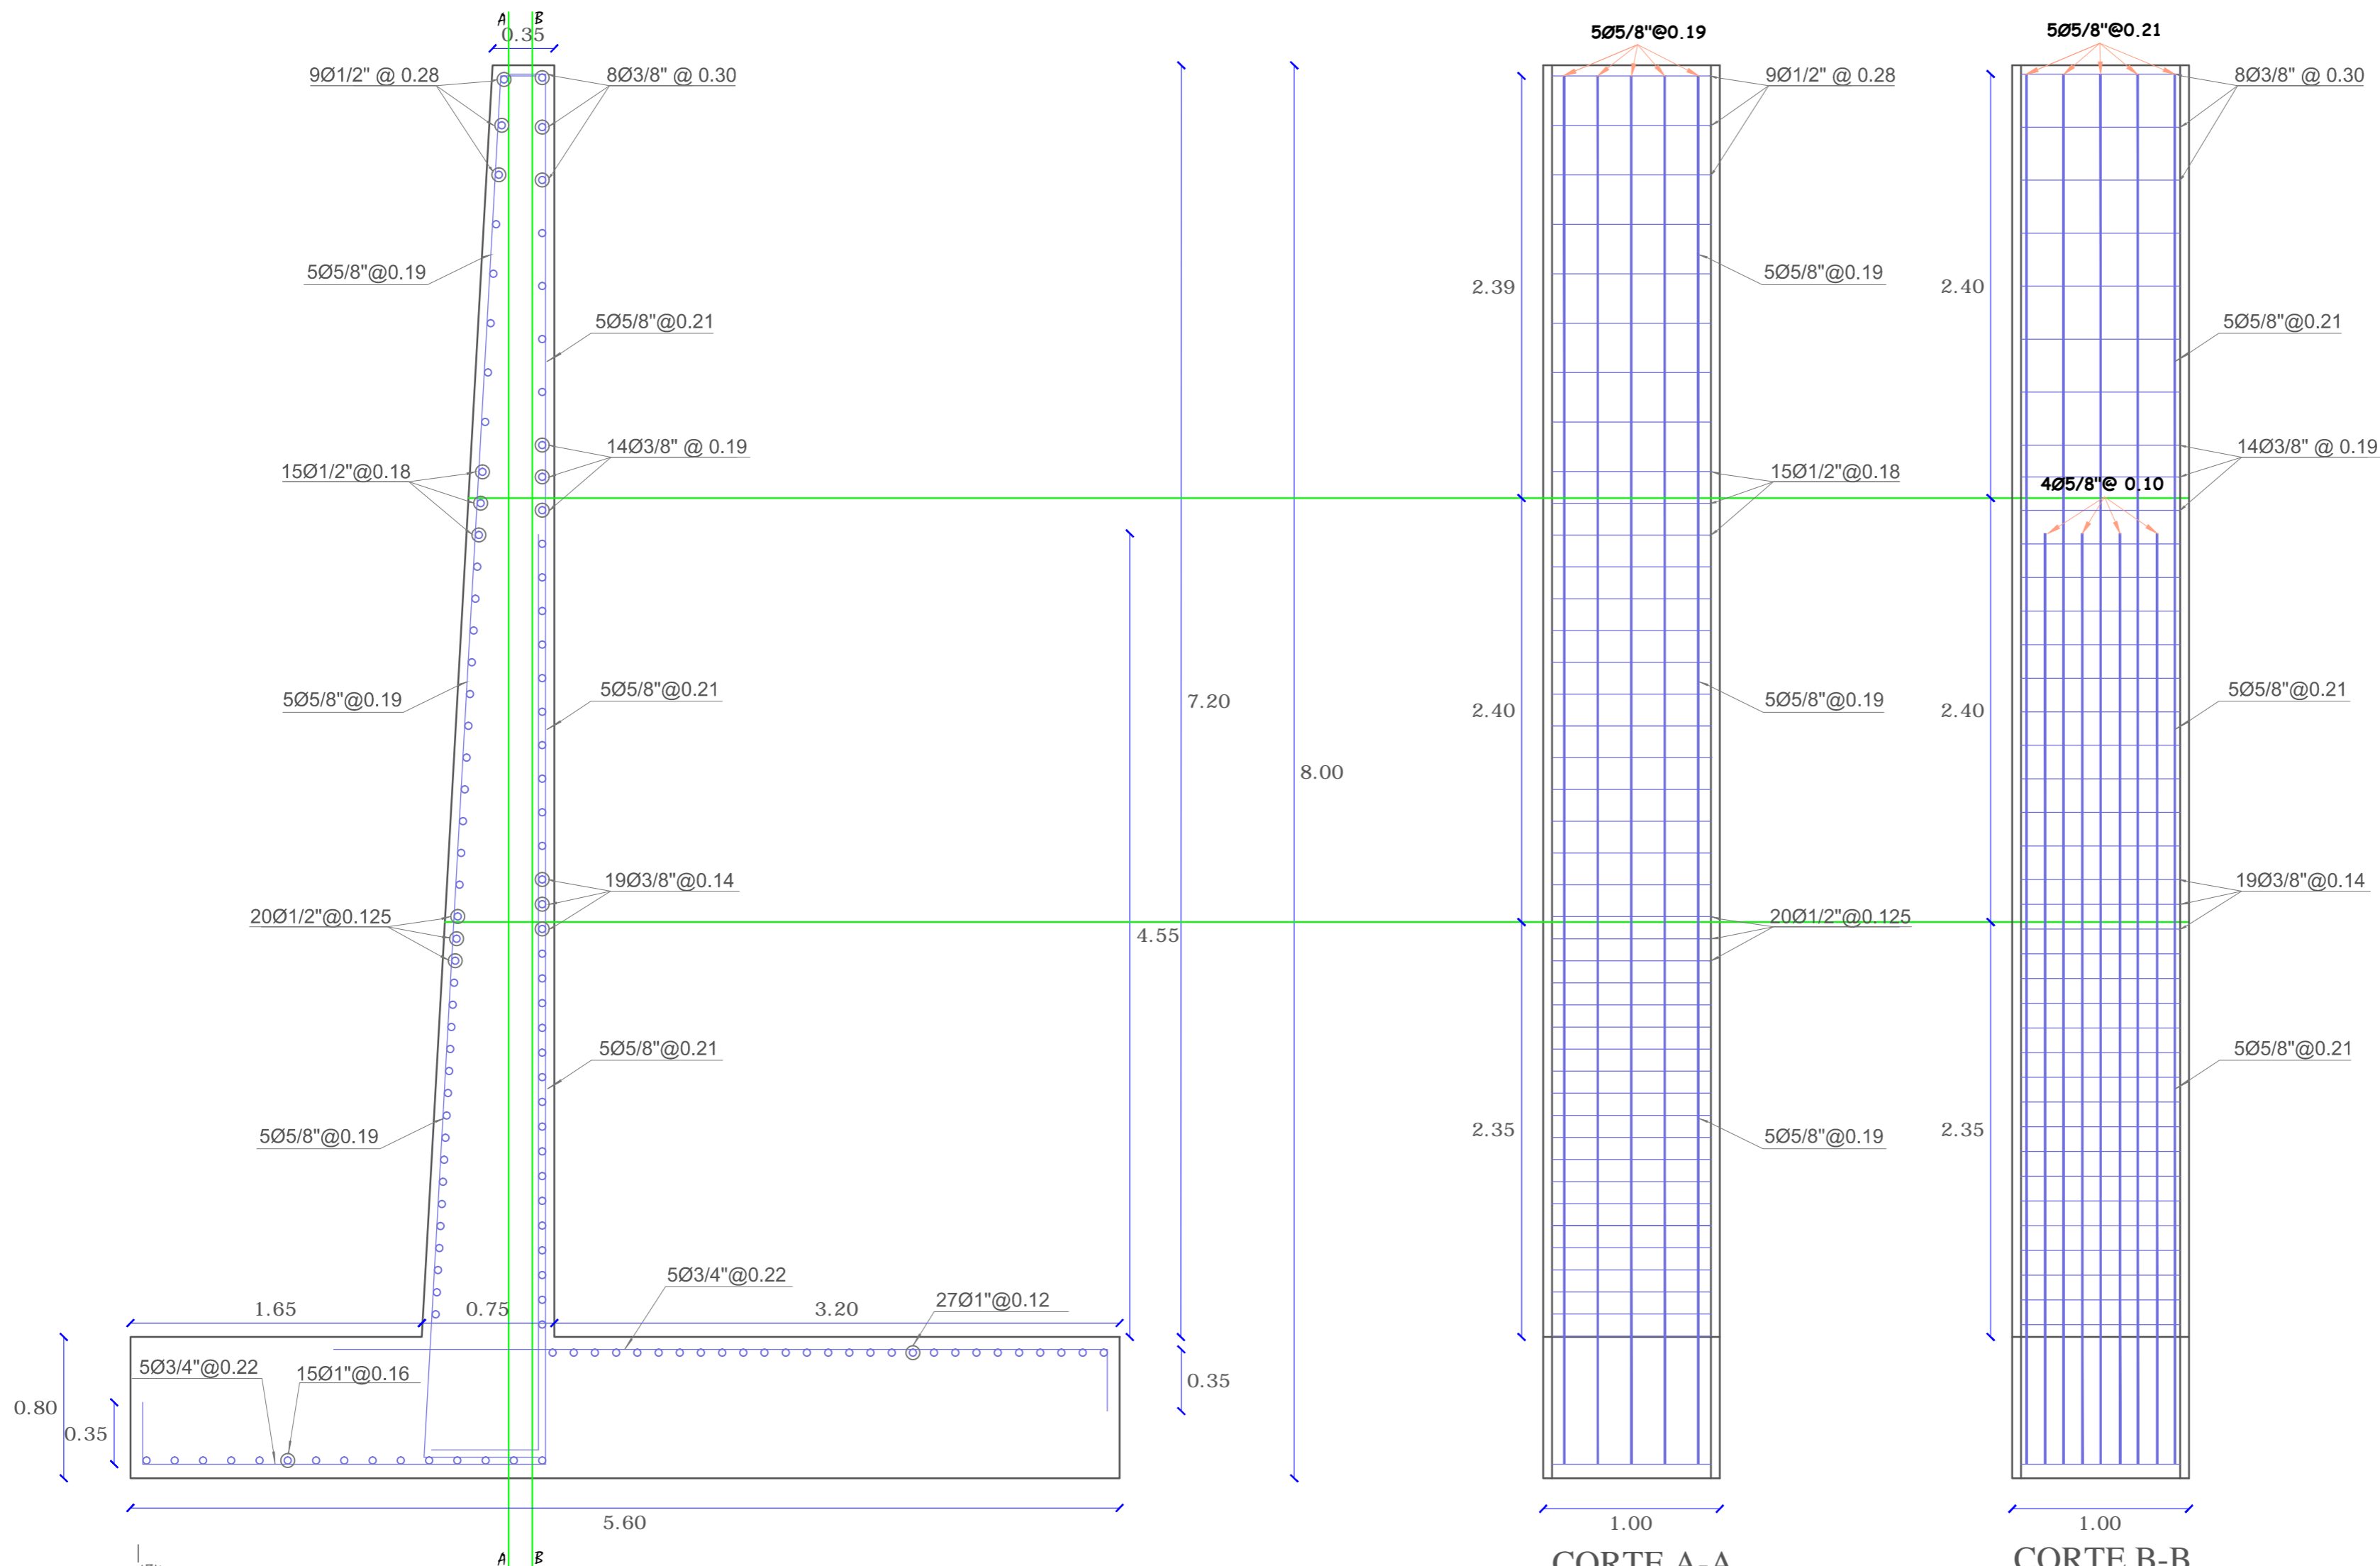 A B
0.35
9Ø1/2" @ 0.28
8Ø3/8" @ 0.30
5Ø5/8"@0.19
5Ø5/8"@0.21
14Ø3/8" @ 0.19
15Ø1/2"@0.18
5Ø5/8"@0.19
5Ø5/8"@0.21
19Ø3/8"@0.14
20Ø1/2"@0.125
5Ø5/8"@0.21
5Ø5/8"@0.19
5Ø3/4"@0.22
27Ø1"@0.12
1.65
0.75
3.20
5Ø3/4"@0.22
15Ø1"@0.16
0.80
0.35
5.60
A B
4.55
7.20
0.35
8.00
5Ø5/8"@0.19
9Ø1/2" @ 0.28
2.39
5Ø5/8"@0.19
15Ø1/2"@0.18
2.40
5Ø5/8"@0.19
20Ø1/2"@0.125
2.35
5Ø5/8"@0.19
1.00
CORTE A-A
5Ø5/8"@0.21
8Ø3/8" @ 0.30
2.40
5Ø5/8"@0.21
14Ø3/8" @ 0.19
4Ø5/8"@ 0.10
2.40
5Ø5/8"@0.21
19Ø3/8"@0.14
5Ø5/8"@0.21
2.35
1.00
CORTE B-B